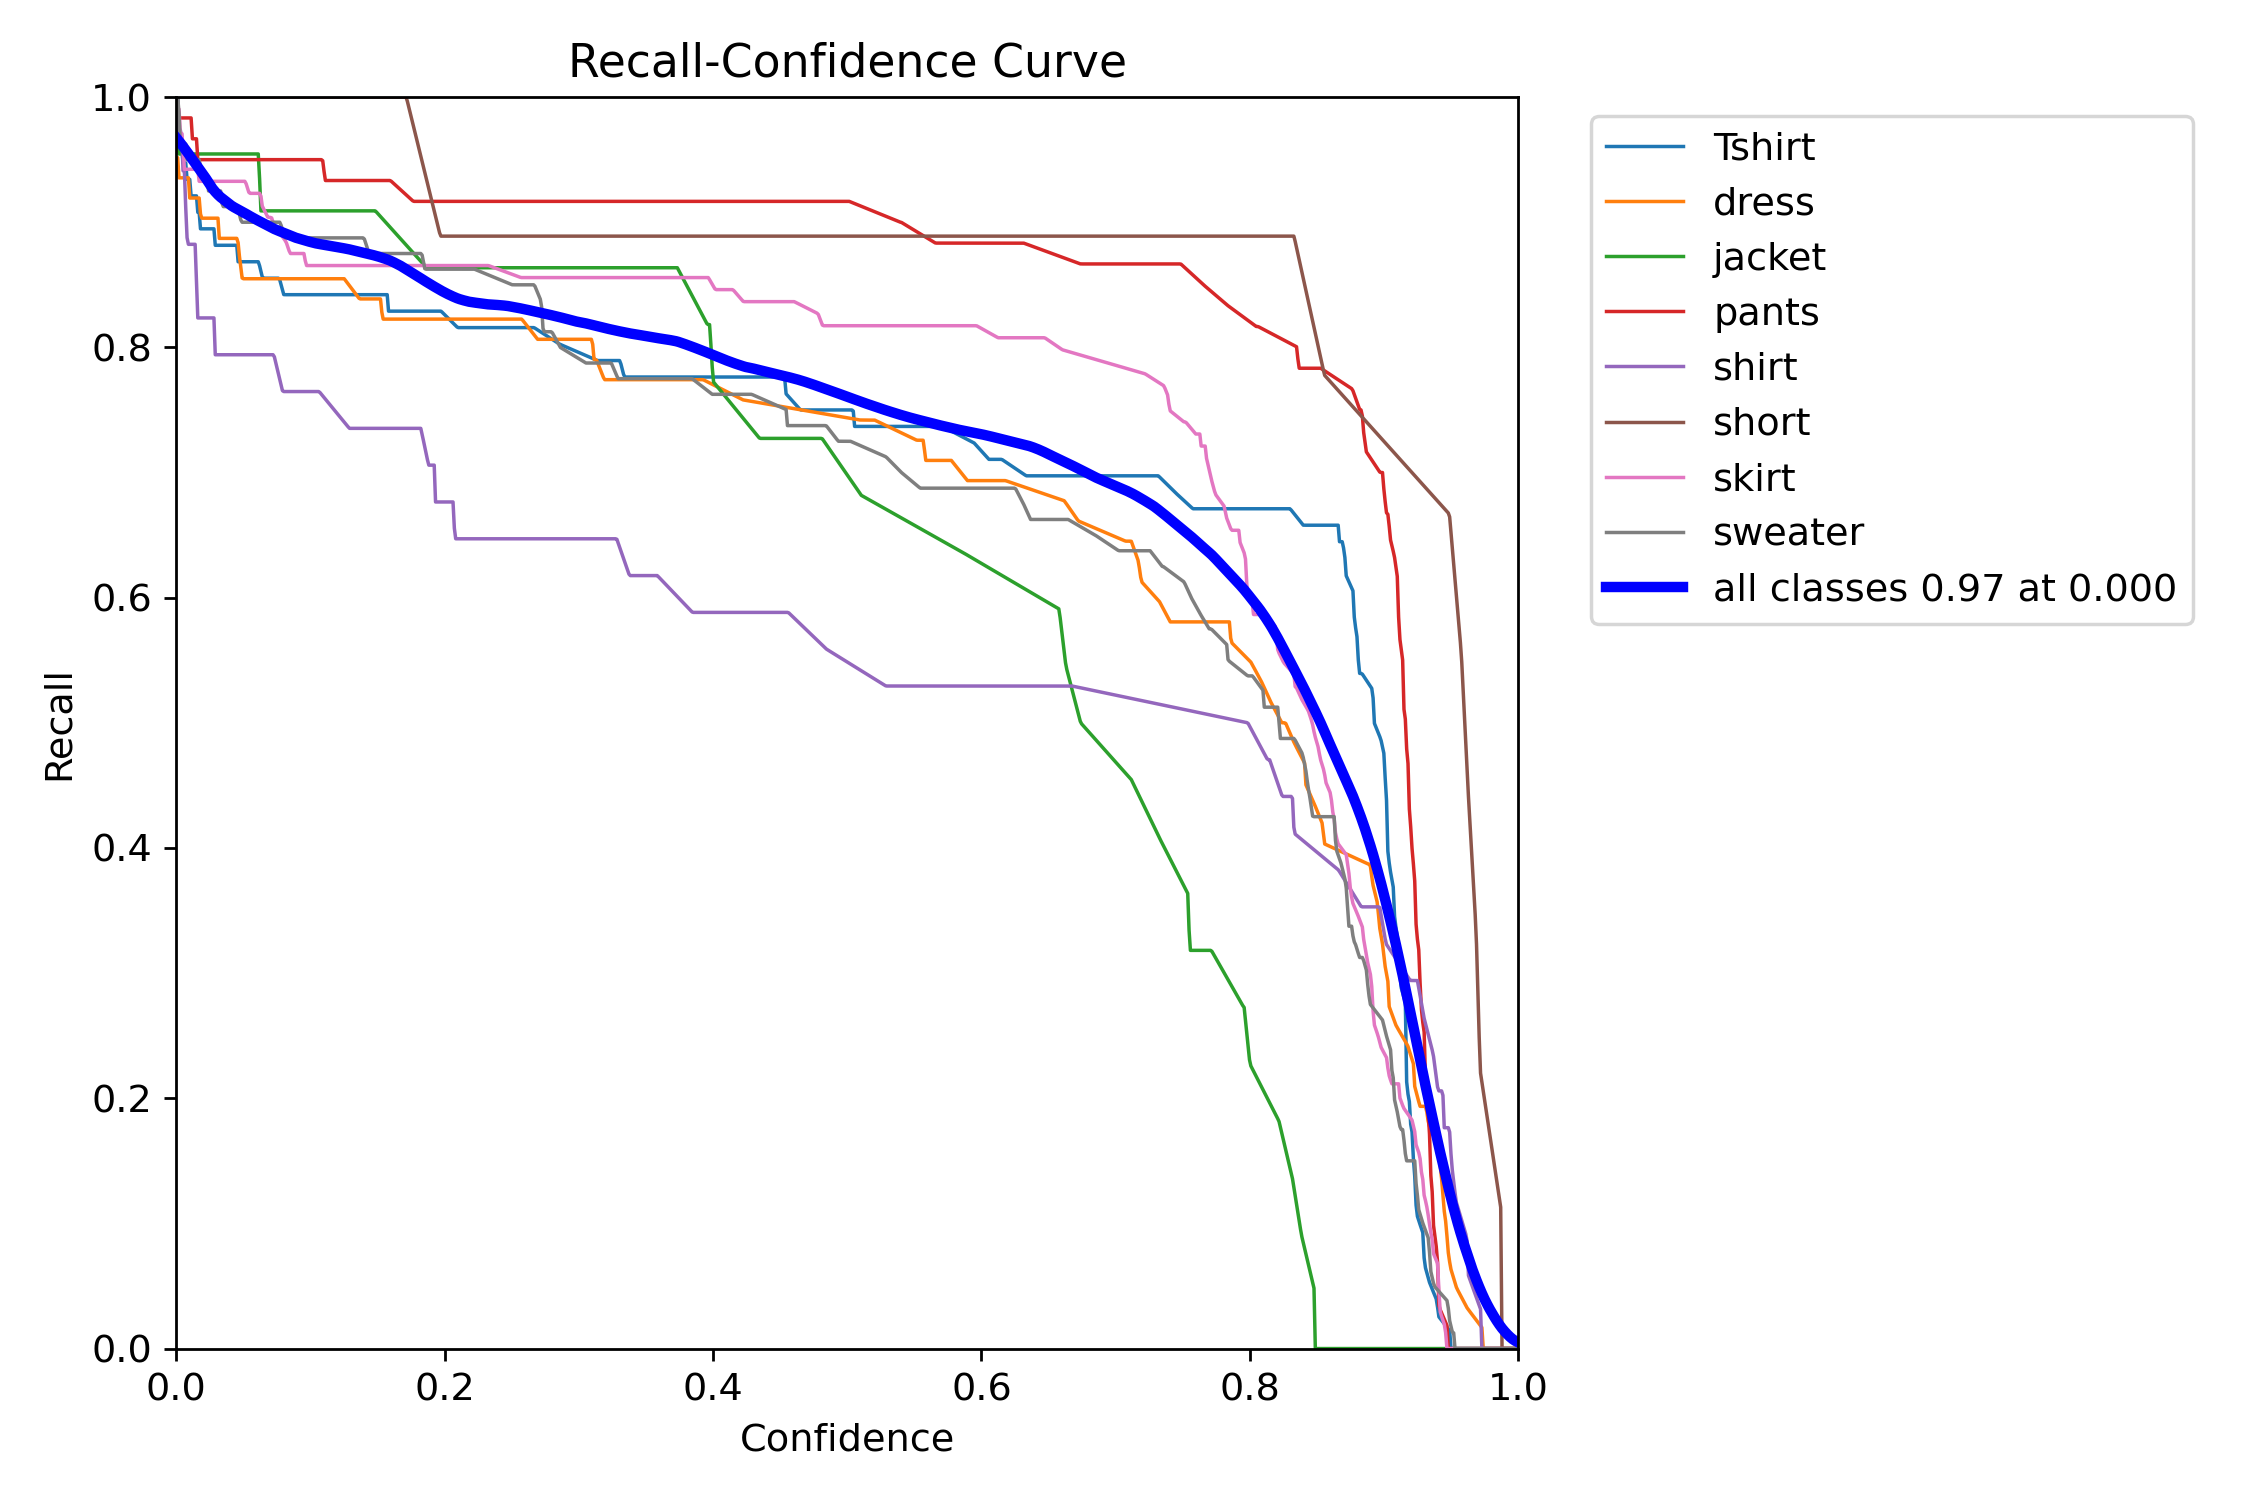 Recall-Confidence Curve
1.0
0.8
0.6
0.4
0.2
0.0
Recall
0.0 0.2 0.4 0.6 0.8 1.0
Confidence
Tshirt
dress
jacket
pants
shirt
short
skirt
sweater
all classes 0.97 at 0.000